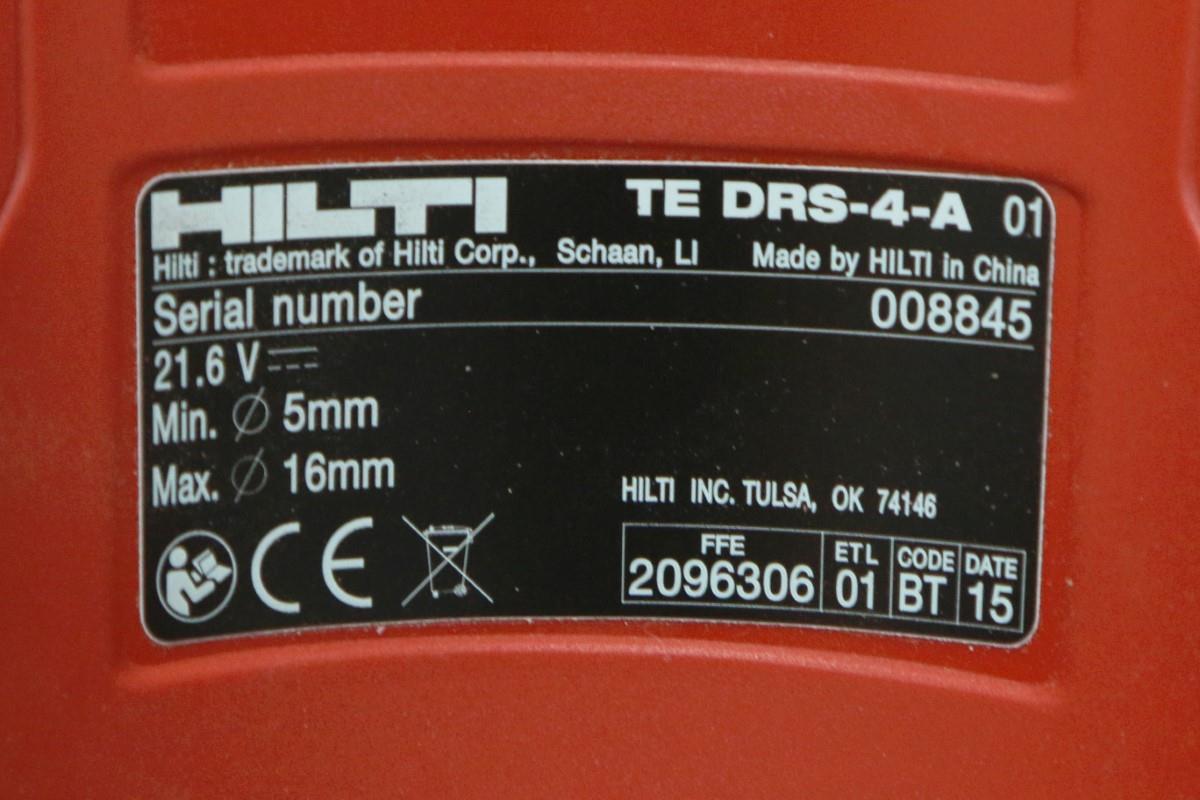 HILTI TE DRS-4-A 01
Hilti : trademark of Hilti Corp., Schaan, LI Made by HILTI in China
Serial number 008845
21.6 V
Min. ⌀ 5mm
Max. ⌀ 16mm
HILTI INC. TULSA, OK 74146
CE
FFE ETL CODE DATE
2096306 01 BT 15